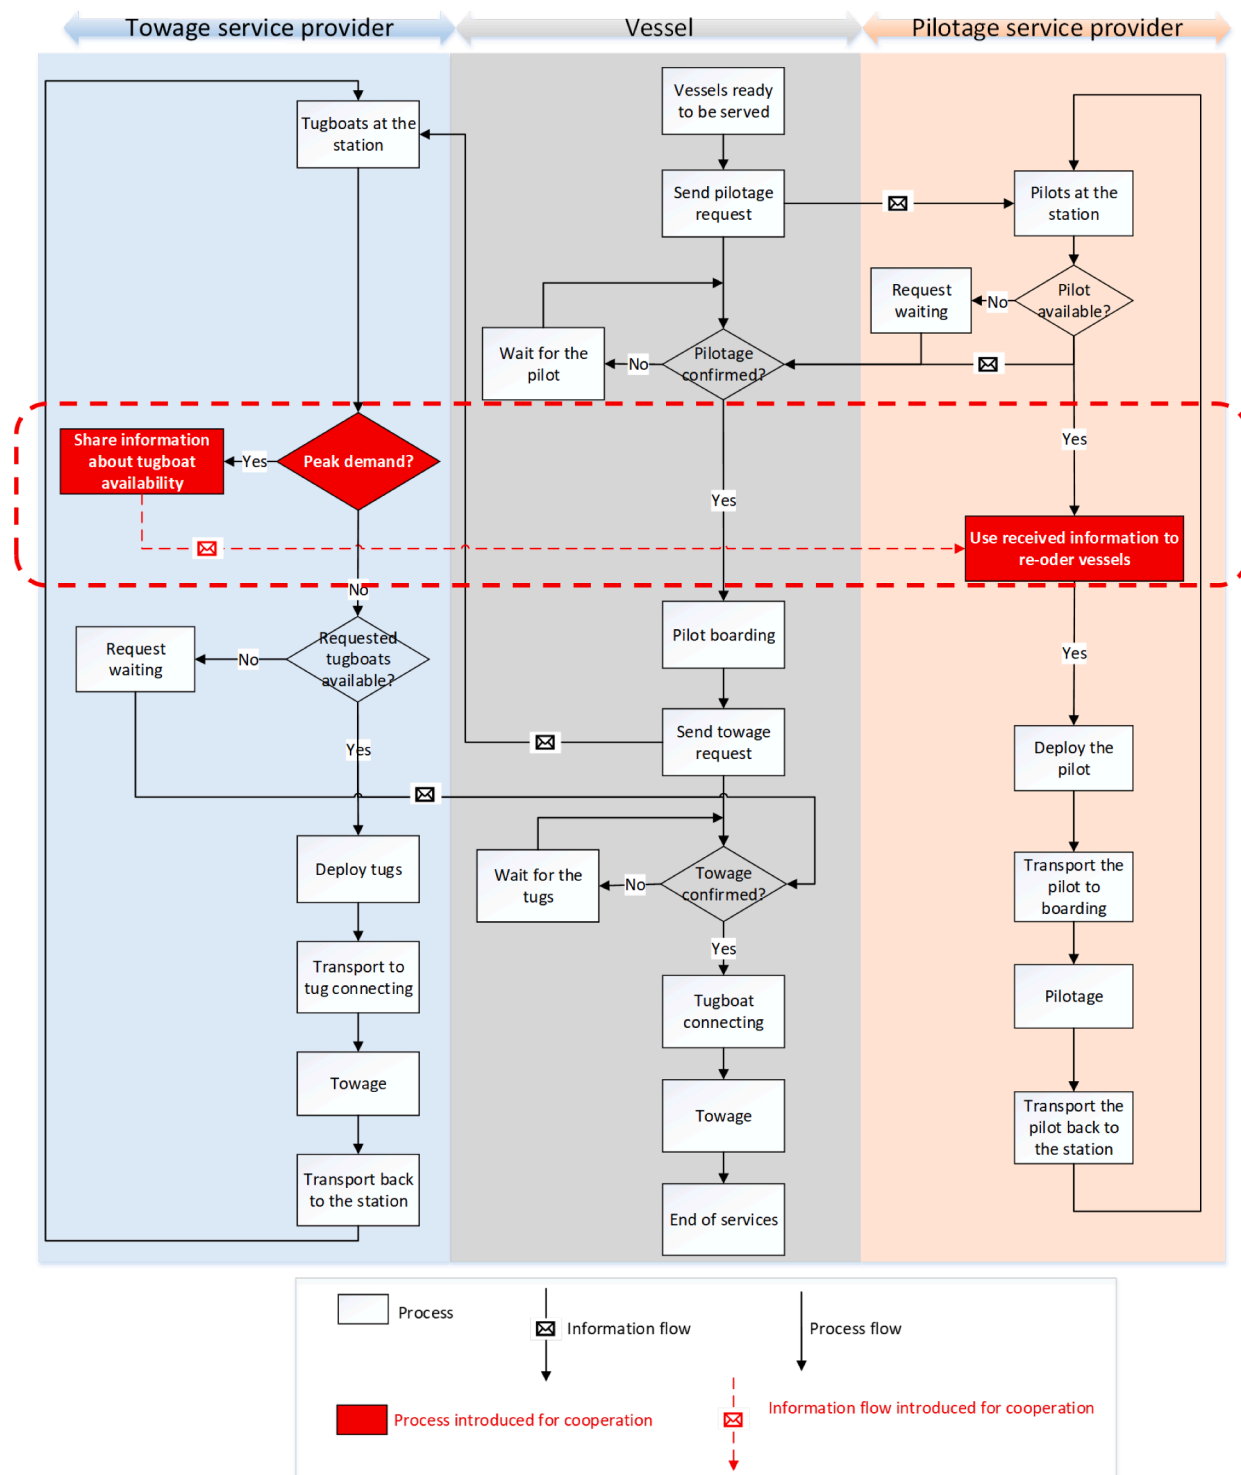 Towage service provider
Vessel
Pilotage service provider
Vessels ready
to be served
Tugboats at the
station
Send pilotage
request
Pilots at the
station
Pilot
available?
No
Request
waiting
Wait for the
pilot
No
Pilotage
confirmed?
Share information
about tugboat
availability
Yes
Peak demand?
Yes
Yes
Use received information to
re-oder vessels
No
Request
waiting
No
Requested
tugboats
available?
Pilot boarding
Yes
Yes
Send towage
request
Deploy the
pilot
Deploy tugs
Wait for the
tugs
No
Towage
confirmed?
Transport the
pilot to
boarding
Yes
Transport to
tug connecting
Tugboat
connecting
Pilotage
Towage
Towage
Transport the
pilot back to
the station
Transport back
to the station
End of services
Process
Information flow
Process flow
Process introduced for cooperation
Information flow introduced for cooperation